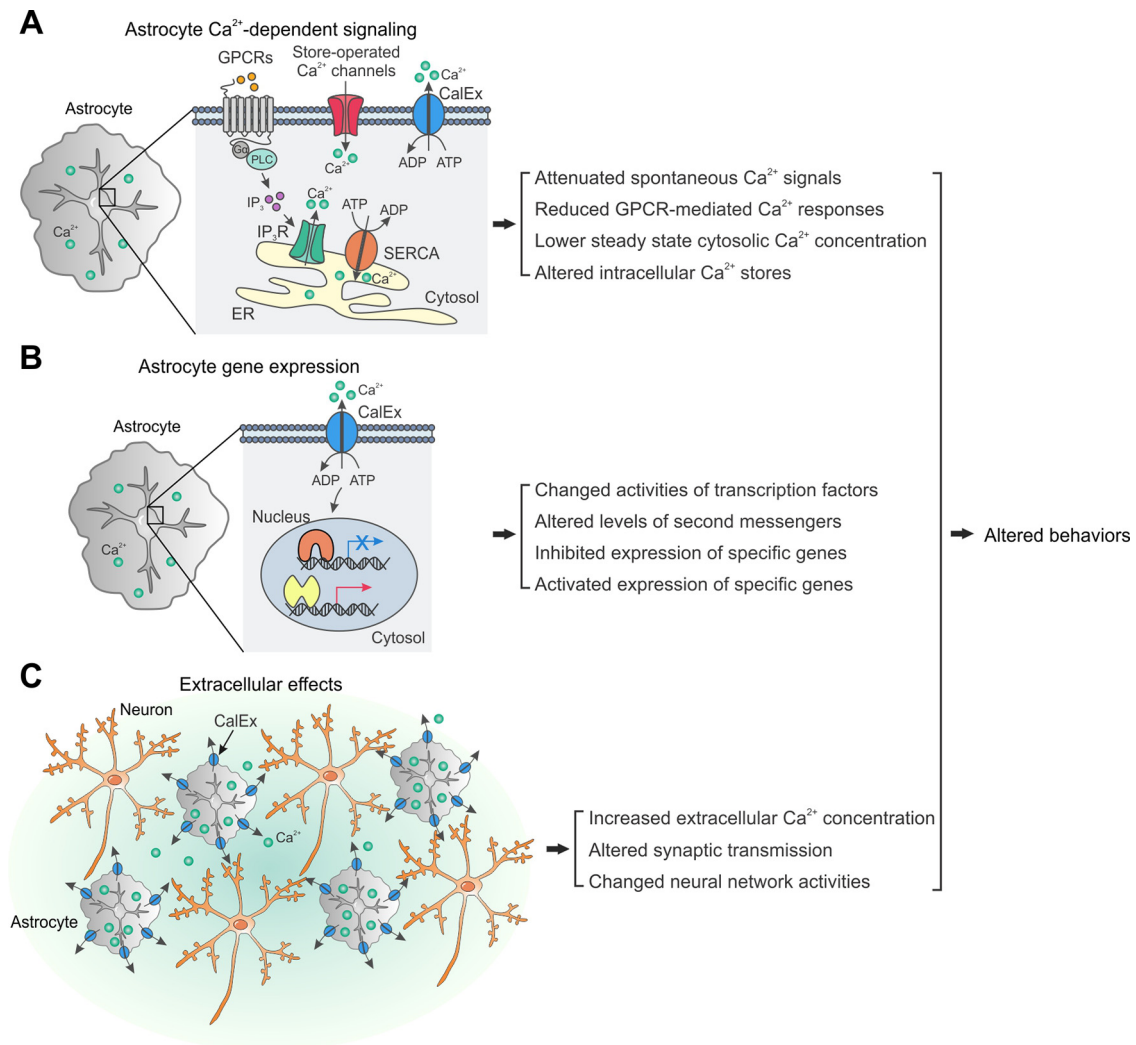 A
Astrocyte Ca²⁺-dependent signaling
GPCRs
Store-operated
Ca²⁺ channels
Ca²⁺
CalEx
Astrocyte
Gα
PLC
Ca²⁺
ADP
ATP
IP₃
Ca²⁺
ATP
ADP
IP₃R
SERCA
Ca²⁺
Ca²⁺
Cytosol
ER
Attenuated spontaneous Ca²⁺ signals
Reduced GPCR-mediated Ca²⁺ responses
Lower steady state cytosolic Ca²⁺ concentration
Altered intracellular Ca²⁺ stores
B
Astrocyte gene expression
Ca²⁺
CalEx
Astrocyte
ADP
ATP
Nucleus
Ca²⁺
Cytosol
Changed activities of transcription factors
Altered levels of second messengers
Inhibited expression of specific genes
Activated expression of specific genes
Altered behaviors
C
Extracellular effects
Neuron
CalEx
Ca²⁺
Astrocyte
Increased extracellular Ca²⁺ concentration
Altered synaptic transmission
Changed neural network activities